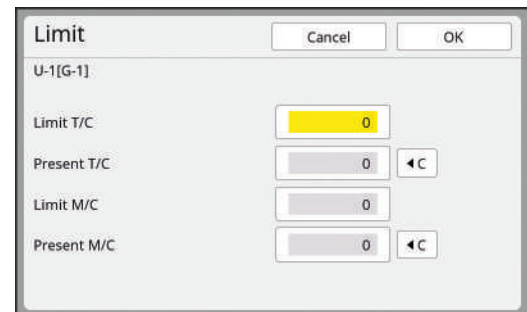 Limit Cancel OK
U-1[G-1]
Limit T/C 0
Present T/C 0 ◀C
Limit M/C 0
Present M/C 0 ◀C